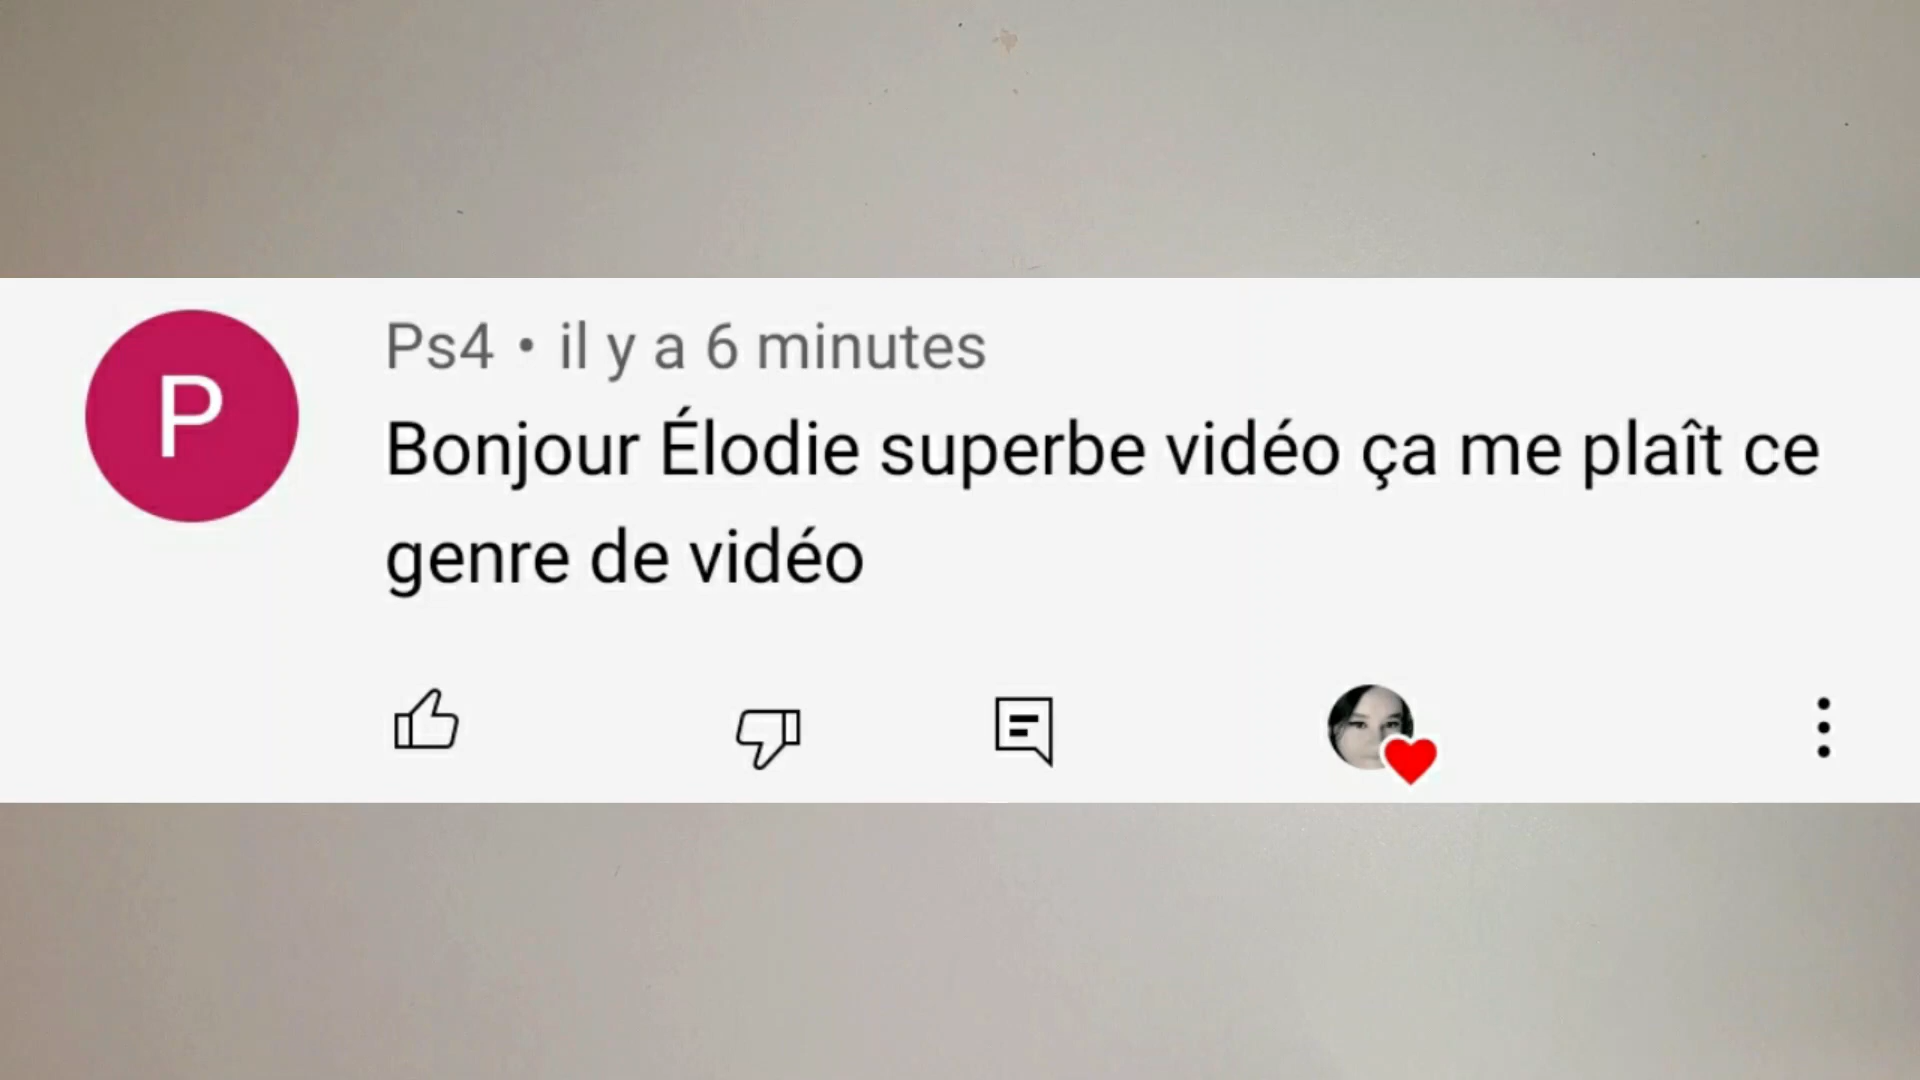 P
Ps4 • il y a 6 minutes
Bonjour Élodie superbe vidéo ça me plaît ce
genre de vidéo